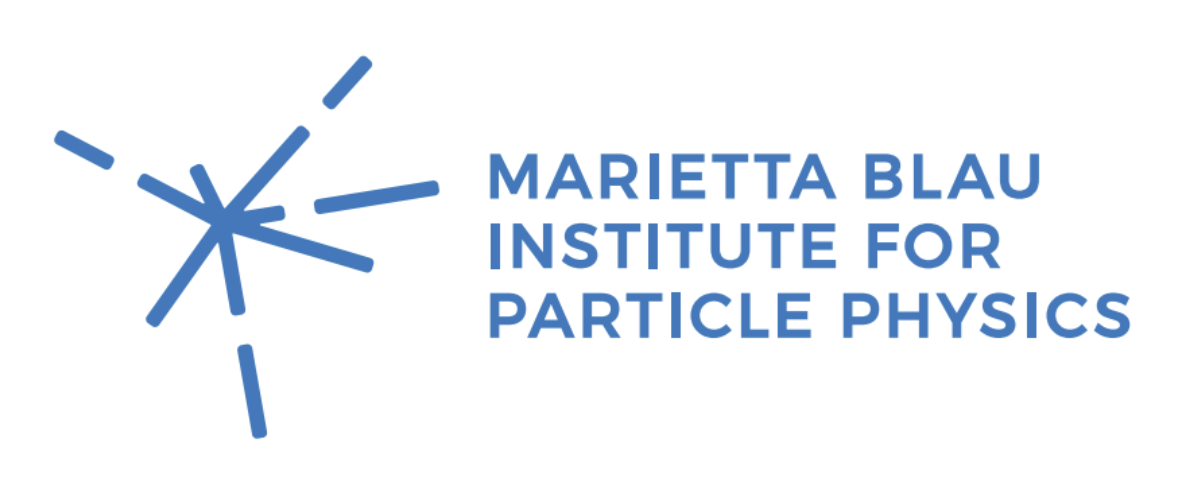 MARIETTA BLAU
INSTITUTE FOR
PARTICLE PHYSICS